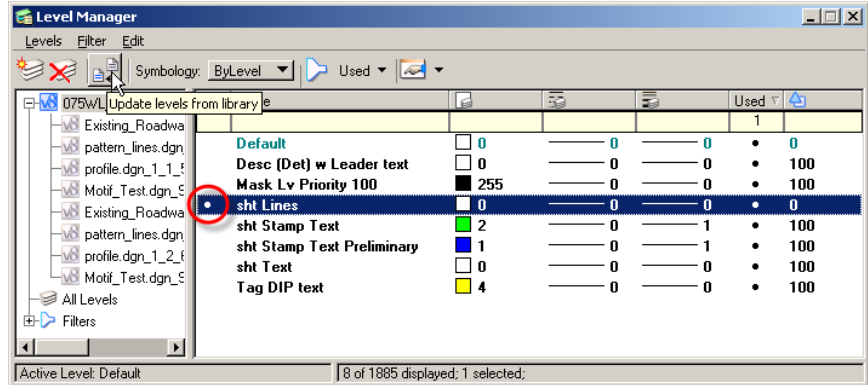 Level Manager
Levels Filter Edit
Symbology: ByLevel Used
Update levels from library
075WL
Existing_Roadwa
pattern_lines.dgn
profile.dgn_1_1_
Motif_Test.dgn_S
Existing_Roadwa
pattern_lines.dgn
profile.dgn_1_2_
Motif_Test.dgn_S
All Levels
Filters
e Used
1
Default 0 0 0 • 0
Desc (Det) w Leader text 0 0 0 • 100
Mask Lv Priority 100 255 0 0 • 100
• sht Lines 0 0 0 • 0
sht Stamp Text 2 0 1 • 100
sht Stamp Text Preliminary 1 0 1 • 100
sht Text 0 0 0 • 100
Tag DIP text 4 0 0 • 100
Active Level: Default 8 of 1885 displayed; 1 selected;